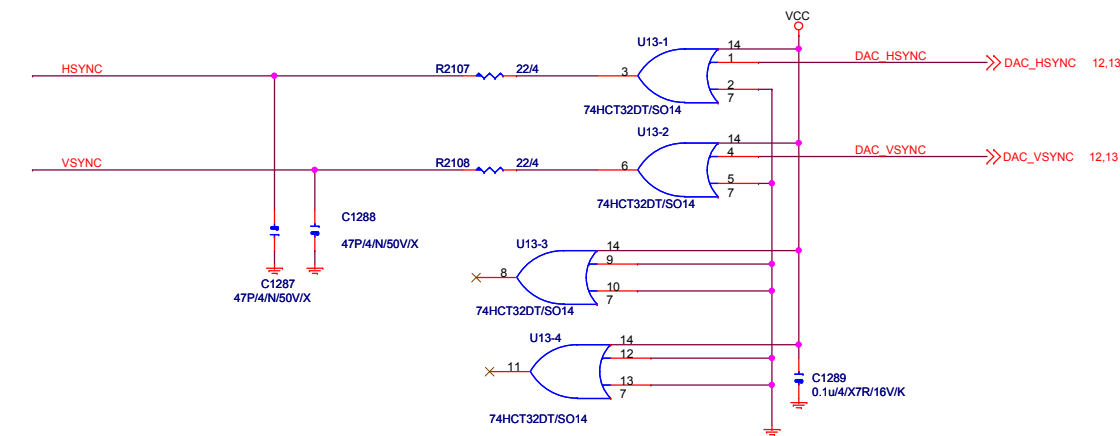 VCC
U13-1
14
DAC_HSYNC
HSYNC
R2107
22/4
3
1
DAC_HSYNC 12,13
2
7
74HCT32DT/SO14
U13-2
14
DAC_VSYNC
VSYNC
R2108
22/4
6
4
DAC_VSYNC 12,13
5
7
74HCT32DT/SO14
C1288
47P/4/N/50V/X
U13-3
14
9
8
C1287
10
47P/4/N/50V/X
7
74HCT32DT/SO14
U13-4
14
12
11
C1289
13
0.1u/4/X7R/16V/K
7
74HCT32DT/SO14